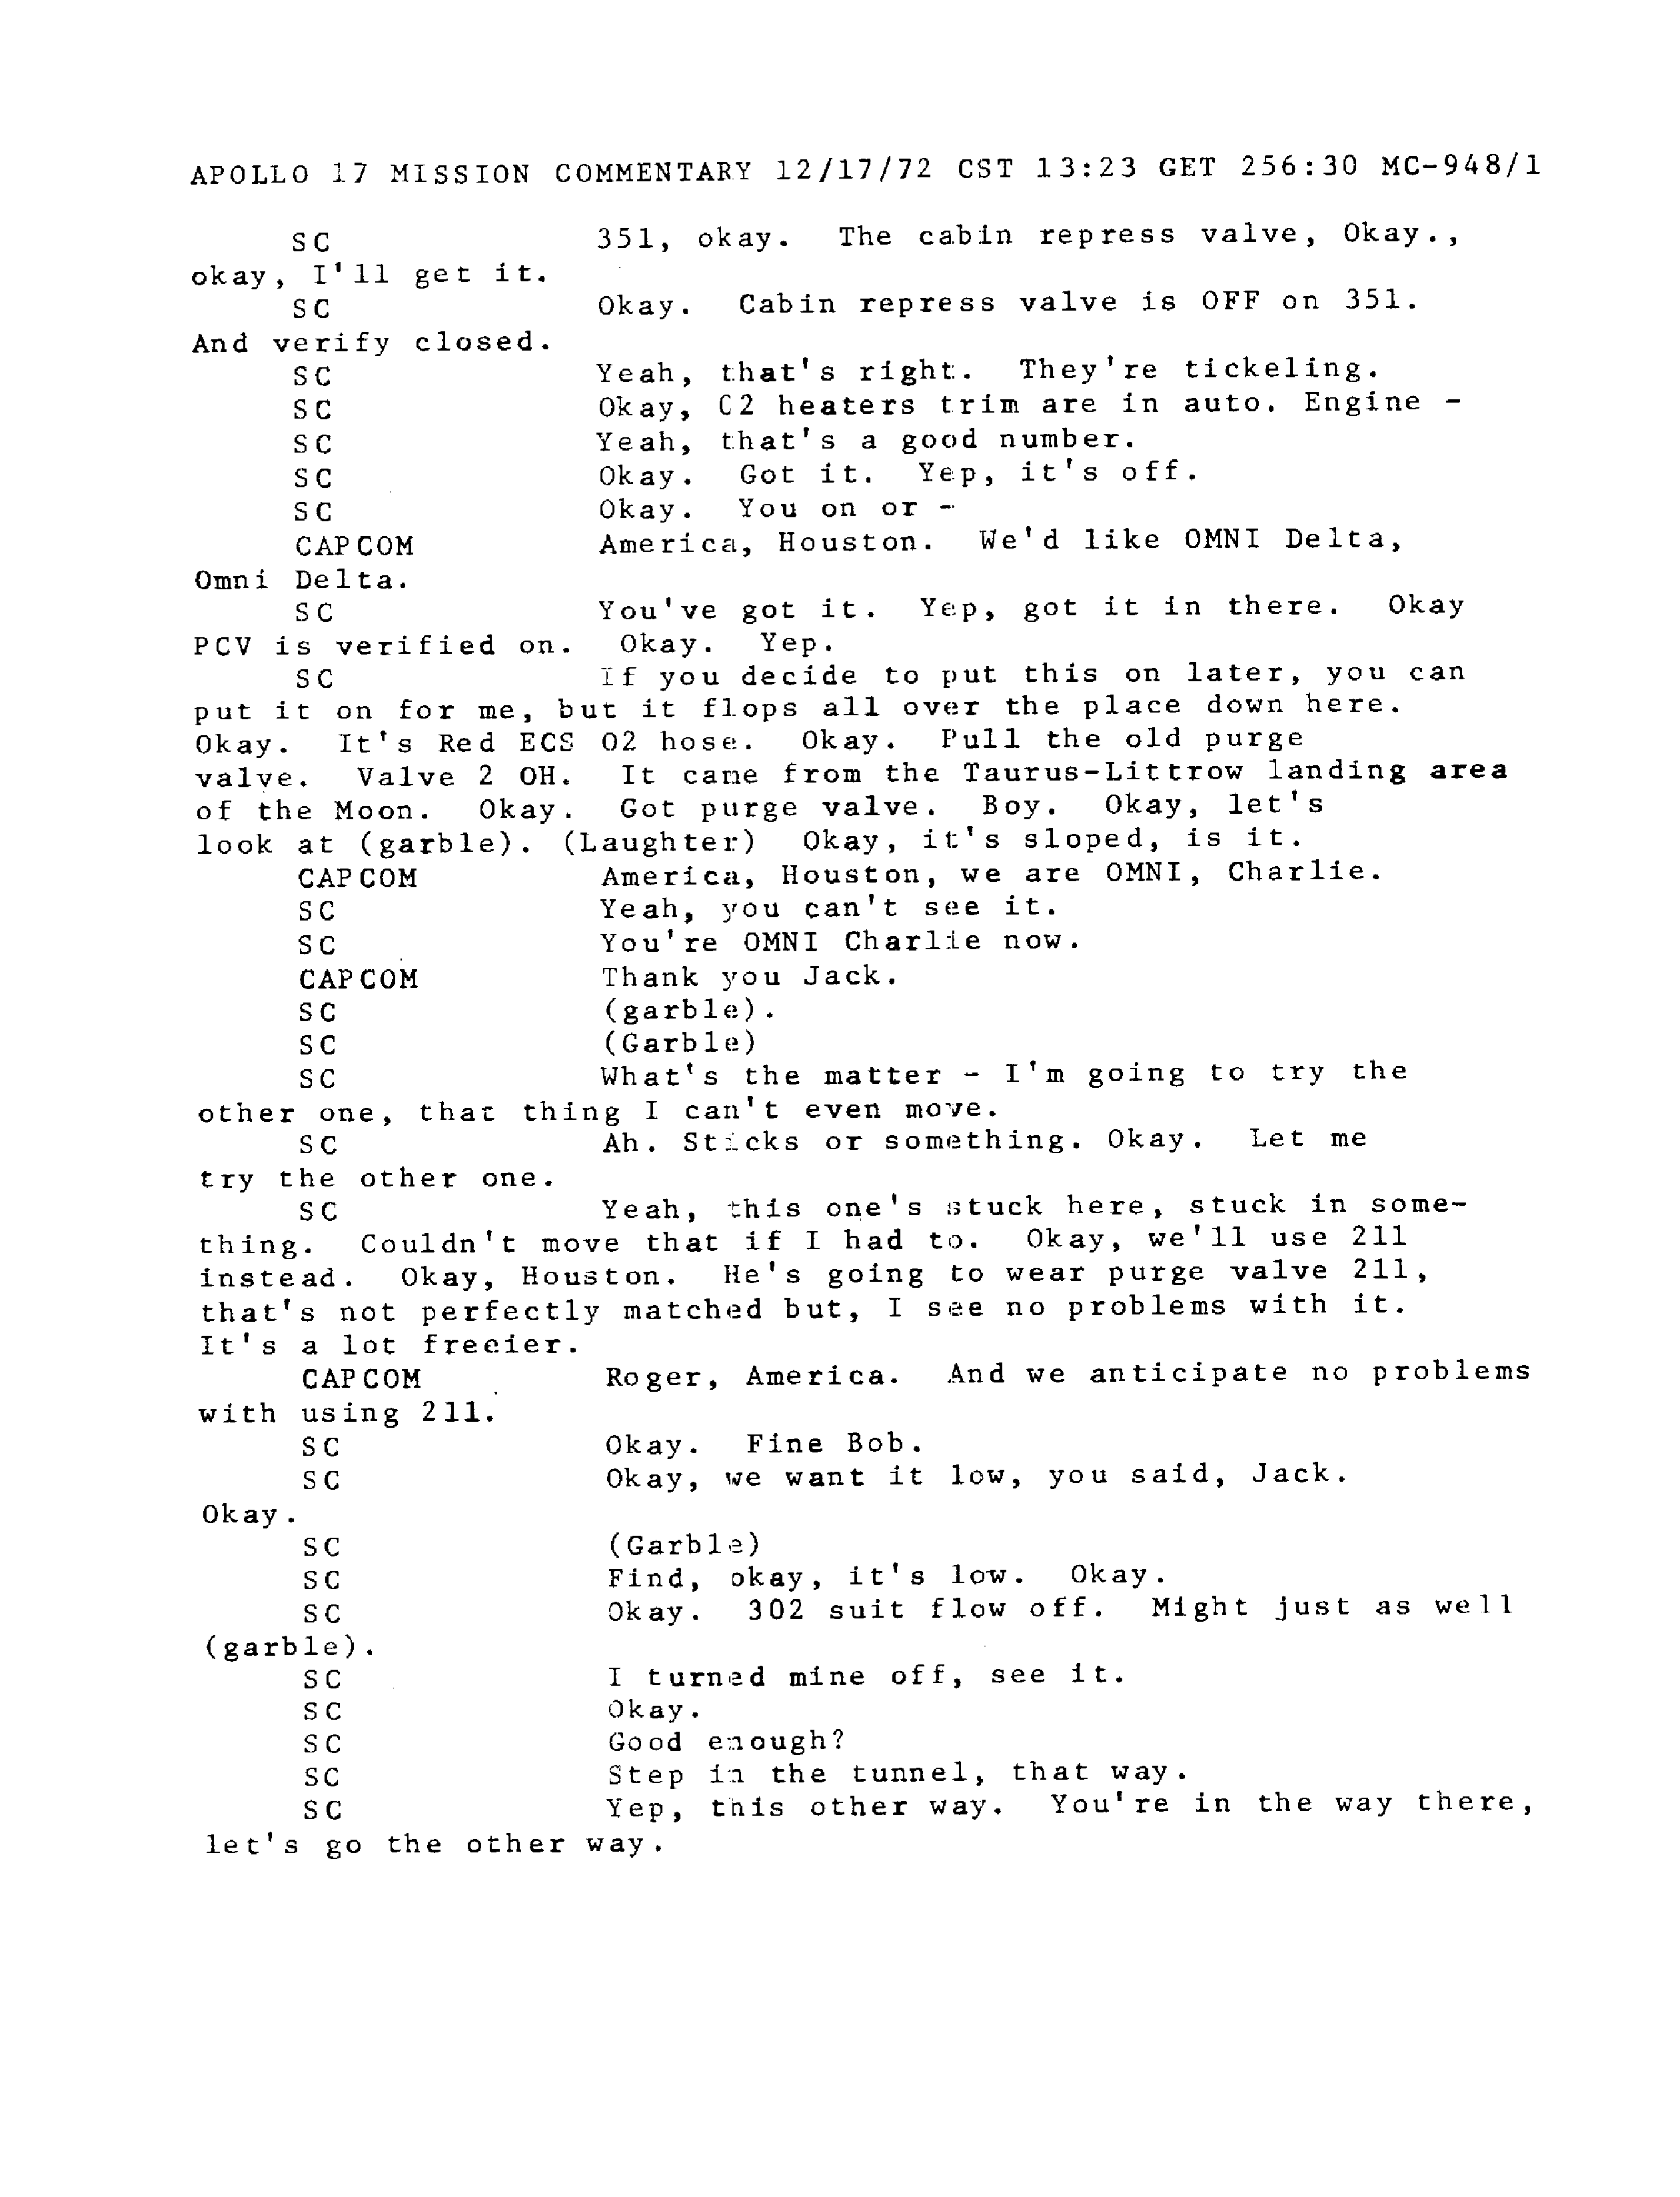 APOLLO 17 MISSION COMMENTARY 12/17/72 CST 13:23 GET 256:30 MC-948/1
SC 351, okay. The cabin repress valve, Okay.,
okay, I'll get it.
SC Okay. Cabin repress valve is OFF on 351.
And verify closed.
SC Yeah, that's right. They're tickeling.
SC Okay, C2 heaters trim are in auto. Engine -
SC Yeah, that's a good number.
SC Okay. Got it. Yep, it's off.
SC Okay. You on or -
CAPCOM America, Houston. We'd like OMNI Delta,
Omni Delta.
SC You've got it. Yep, got it in there. Okay
PCV is verified on. Okay. Yep.
SC If you decide to put this on later, you can
put it on for me, but it flops all over the place down here.
Okay. It's Red ECS O2 hose. Okay. Pull the old purge
valve. Valve 2 OH. It came from the Taurus-Littrow landing area
of the Moon. Okay. Got purge valve. Boy. Okay, let's
look at (garble). (Laughter) Okay, it's sloped, is it.
CAPCOM America, Houston, we are OMNI, Charlie.
SC Yeah, you can't see it.
SC You're OMNI Charlie now.
CAPCOM Thank you Jack.
SC (garble).
SC (Garble)
SC What's the matter - I'm going to try the
other one, that thing I can't even move.
SC Ah. Sticks or something. Okay. Let me
try the other one.
SC Yeah, this one's stuck here, stuck in some-
thing. Couldn't move that if I had to. Okay, we'll use 211
instead. Okay, Houston. He's going to wear purge valve 211,
that's not perfectly matched but, I see no problems with it.
It's a lot freeier.
CAPCOM Roger, America. And we anticipate no problems
with using 211.
SC Okay. Fine Bob.
SC Okay, we want it low, you said, Jack.
Okay.
SC (Garble)
SC Find, okay, it's low. Okay.
SC Okay. 302 suit flow off. Might just as well
(garble).
SC I turned mine off, see it.
SC Okay.
SC Good enough?
SC Step in the tunnel, that way.
SC Yep, this other way. You're in the way there,
let's go the other way.